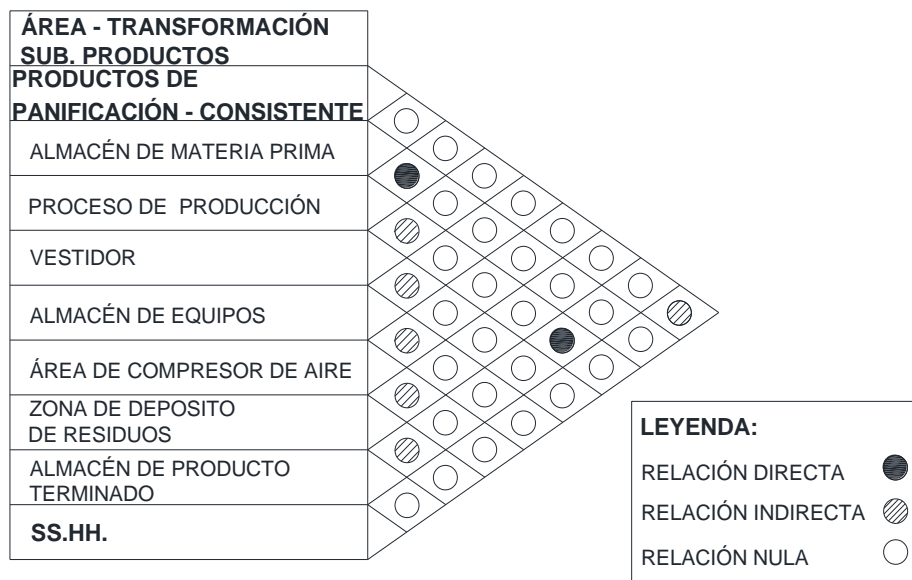 ÁREA - TRANSFORMACIÓN
SUB. PRODUCTOS
PRODUCTOS DE
PANIFICACIÓN - CONSISTENTE
ALMACÉN DE MATERIA PRIMA
PROCESO DE PRODUCCIÓN
VESTIDOR
ALMACÉN DE EQUIPOS
ÁREA DE COMPRESOR DE AIRE
ZONA DE DEPOSITO
DE RESIDUOS
ALMACÉN DE PRODUCTO
TERMINADO
SS.HH.
LEYENDA:
RELACIÓN DIRECTA
RELACIÓN INDIRECTA
RELACIÓN NULA